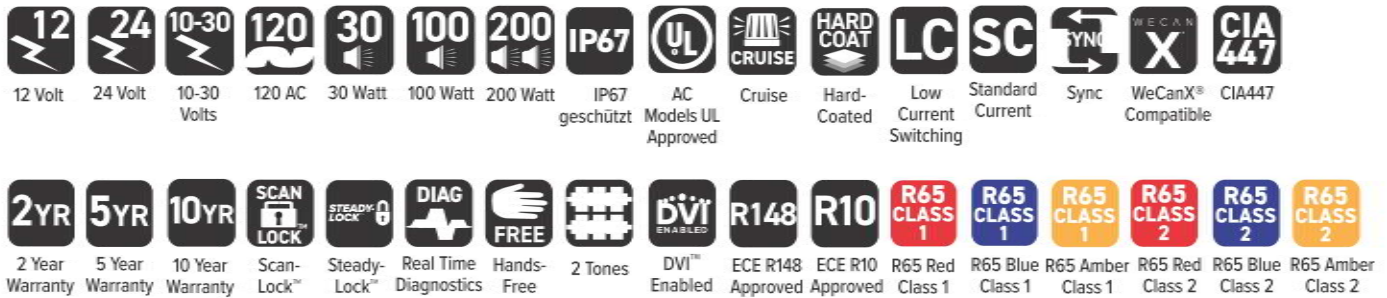 12
24
10-30
120
30
100
200
IP67
UL
CRUISE
HARD
COAT
LC
SC
SYNC
WECAN
X
CIA
447
12 Volt
24 Volt
10-30
Volts
120 AC
30 Watt
100 Watt
200 Watt
IP67
geschützt
AC
Models UL
Approved
Cruise
Hard-
Coated
Low
Current
Switching
Standard
Current
Sync
WeCanX®
Compatible
CIA447
2YR
5YR
10YR
SCAN
LOCK™
STEADY-
LOCK™
DIAG
FREE
DVI
ENABLED
R148
R10
R65
CLASS
1
R65
CLASS
1
R65
CLASS
1
R65
CLASS
2
R65
CLASS
2
R65
CLASS
2
2 Year
Warranty
5 Year
Warranty
10 Year
Warranty
Scan-
Lock™
Steady-
Lock™
Real Time
Diagnostics
Hands-
Free
2 Tones
DVI™
Enabled
ECE R148
Approved
ECE R10
Approved
R65 Red
Class 1
R65 Blue
Class 1
R65 Amber
Class 1
R65 Red
Class 2
R65 Blue
Class 2
R65 Amber
Class 2